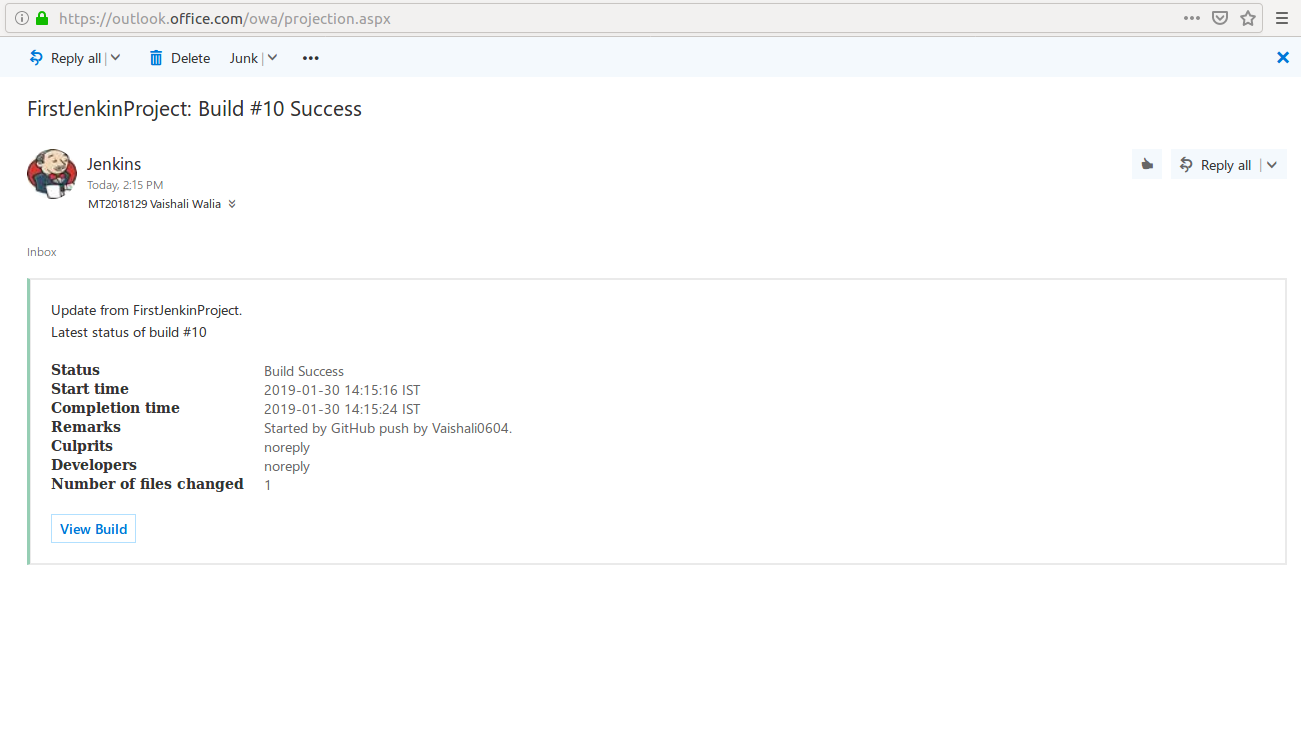 https://outlook.office.com/owa/projection.aspx
Reply all | Delete Junk |
FirstJenkinProject: Build #10 Success
Jenkins
Today, 2:15 PM
MT2018129 Vaishali Walia
Reply all |
Inbox
Update from FirstJenkinProject.
Latest status of build #10
Status Build Success
Start time 2019-01-30 14:15:16 IST
Completion time 2019-01-30 14:15:24 IST
Remarks Started by GitHub push by Vaishali0604.
Culprits noreply
Developers noreply
Number of files changed 1
View Build